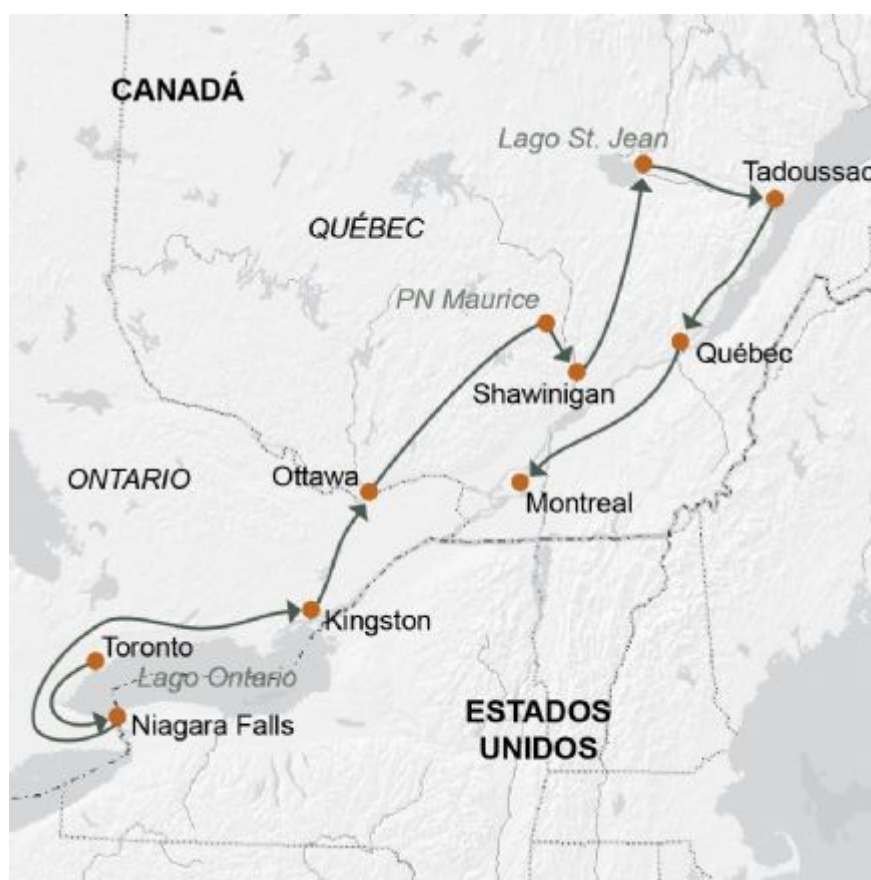 CANADÁ
Lago St. Jean
Tadoussac
QUÉBEC
PN Maurice
Québec
Shawinigan
Ottawa
ONTARIO
Montreal
Kingston
Toronto
Lago Ontario
Niagara Falls
ESTADOS
UNIDOS